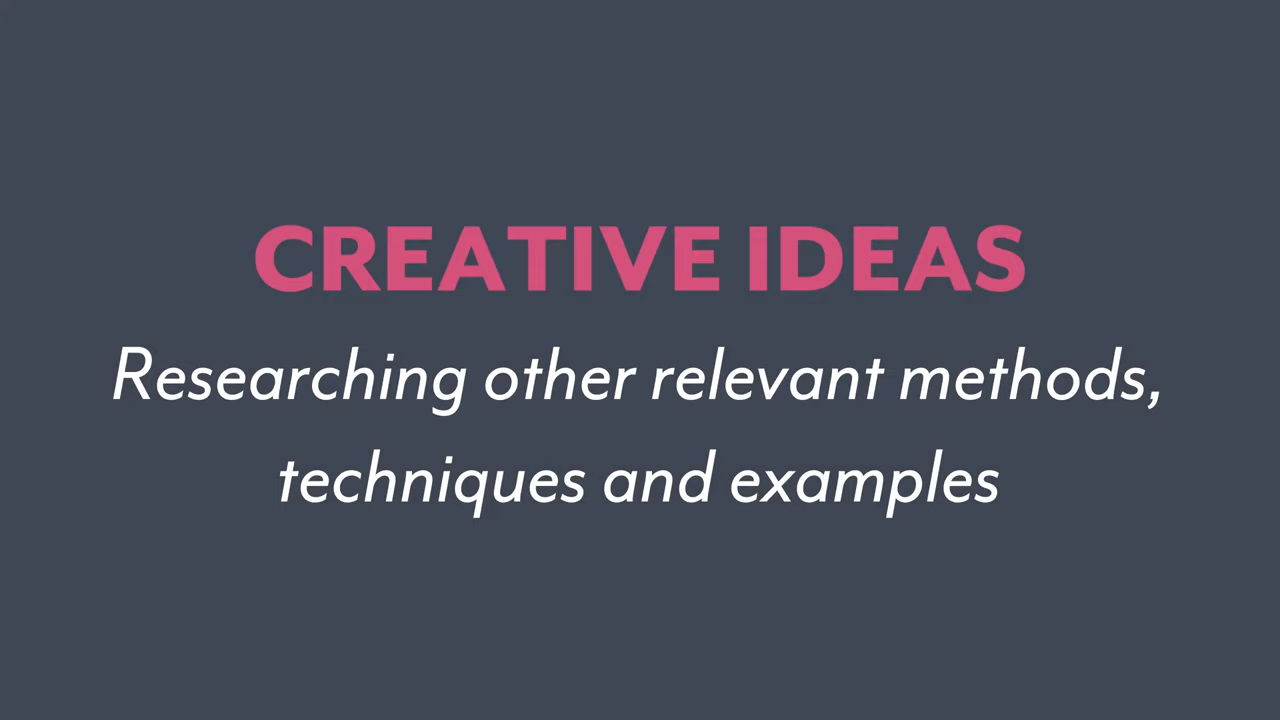 CREATIVE IDEAS
Researching other relevant methods,
techniques and examples